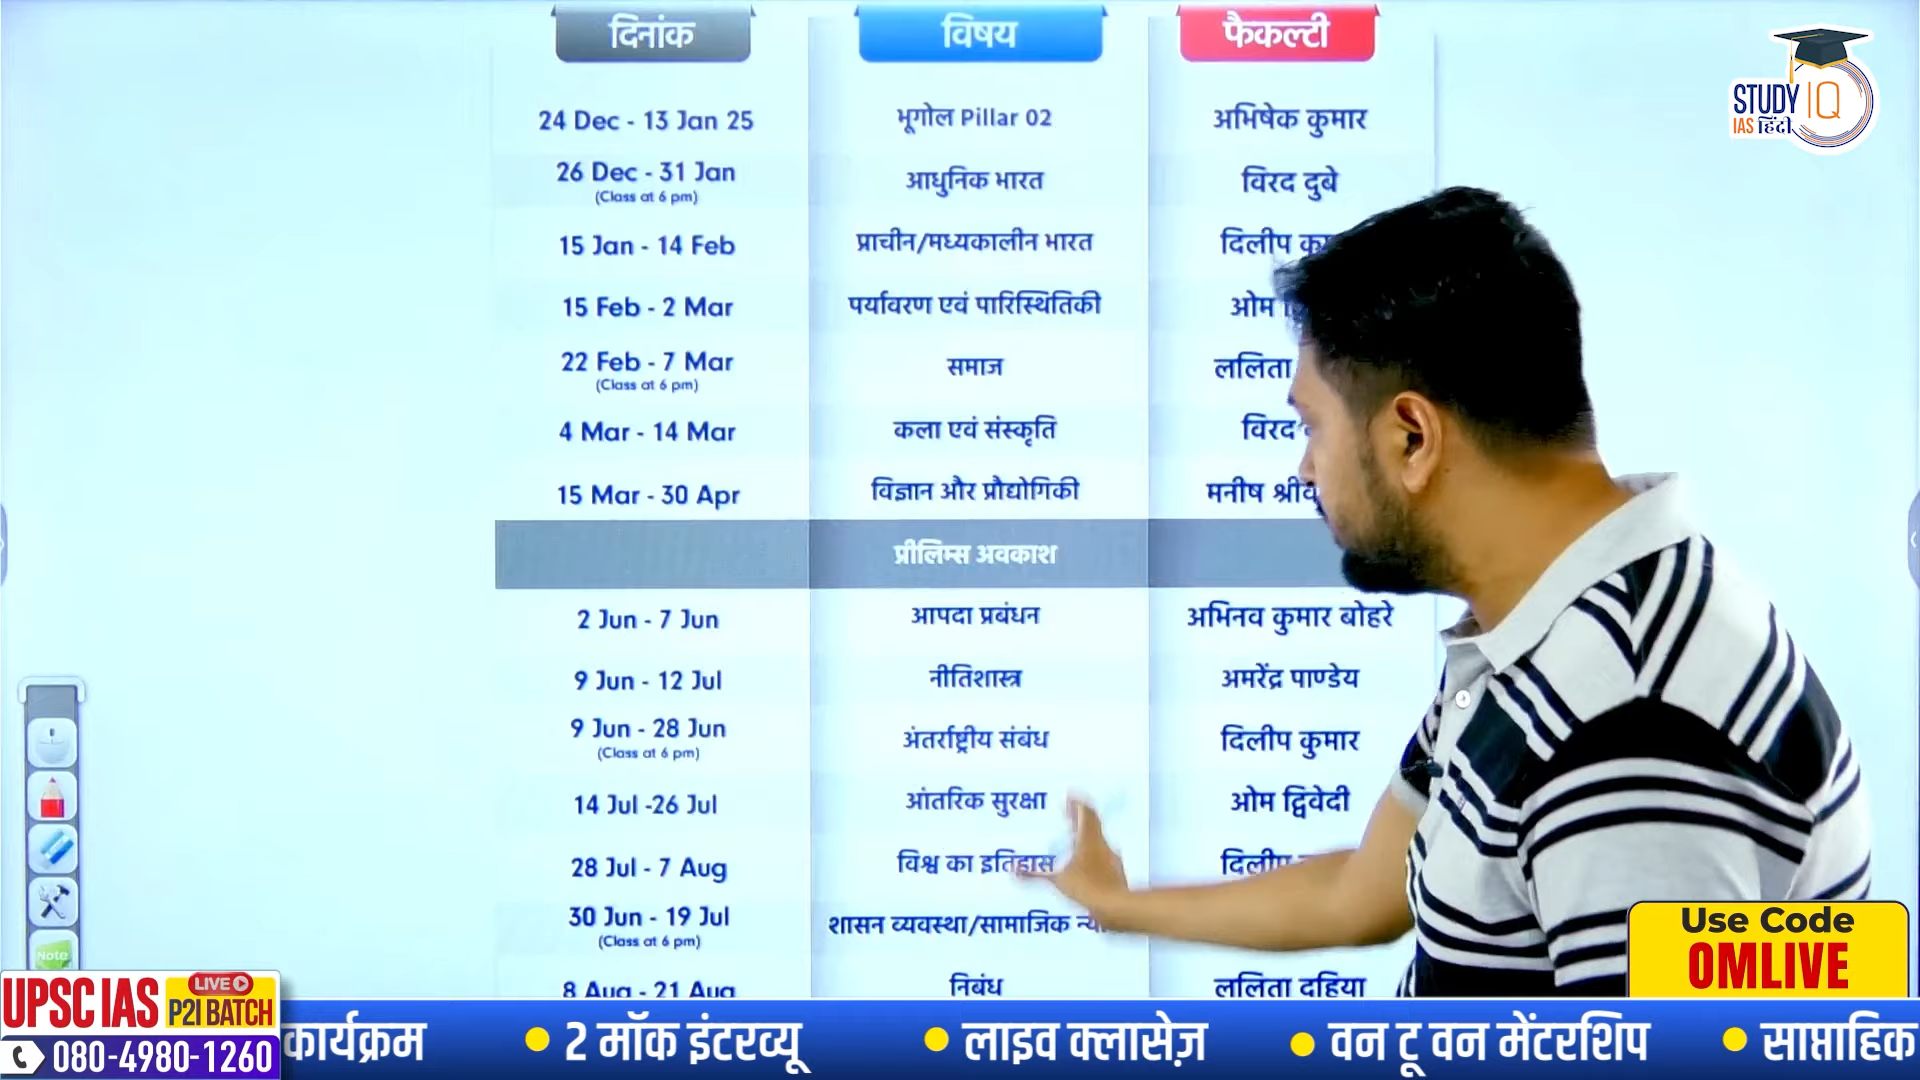 दिनांक विषय फैकल्टी
STUDY IQ
IAS हिंदी
24 Dec - 13 Jan 25 भूगोल Pillar 02 अभिषेक कुमार
26 Dec - 31 Jan आधुनिक भारत विरद दुबे
(Class at 6 pm)
15 Jan - 14 Feb प्राचीन/मध्यकालीन भारत दिलीप
15 Feb - 2 Mar पर्यावरण एवं पारिस्थितिकी ओम
22 Feb - 7 Mar समाज ललिता
(Class at 6 pm)
4 Mar - 14 Mar कला एवं संस्कृति विरद
15 Mar - 30 Apr विज्ञान और प्रौद्योगिकी मनीष
प्रीलिम्स अवकाश
2 Jun - 7 Jun आपदा प्रबंधन अभिनव कुमार बोहरे
9 Jun - 12 Jul नीतिशास्त्र अमरेंद्र पाण्डेय
9 Jun - 28 Jun अंतर्राष्ट्रीय संबंध दिलीप कुमार
(Class at 6 pm)
14 Jul -26 Jul आंतरिक सुरक्षा ओम द्विवेदी
28 Jul - 7 Aug विश्व का इतिहास दिलीप
30 Jun - 19 Jul शासन व्यवस्था/सामाजिक
(Class at 6 pm)
8 Aug - 21 Aug निबंध ललिता दहिया
Note
Use Code
OMLIVE
UPSC IAS LIVE P2I BATCH
080-4980-1260
कार्यक्रम • 2 मॉक इंटरव्यू • लाइव क्लासेज़ • वन टू वन मेंटरशिप • साप्ताहिक